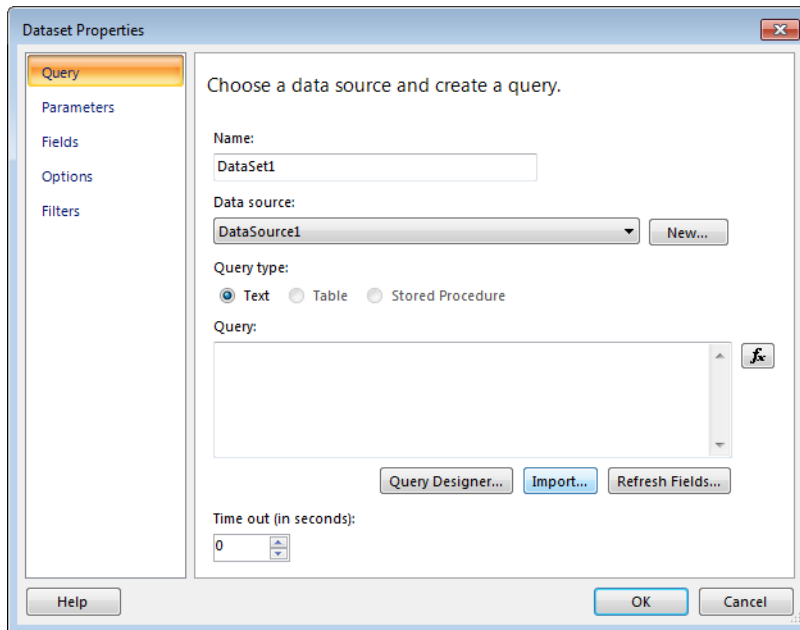 Dataset Properties
Query
Parameters
Fields
Options
Filters
Choose a data source and create a query.
Name:
DataSet1
Data source:
DataSource1
New...
Query type:
Text
Table
Stored Procedure
Query:
fx
Query Designer...
Import...
Refresh Fields...
Time out (in seconds):
0
Help
OK
Cancel